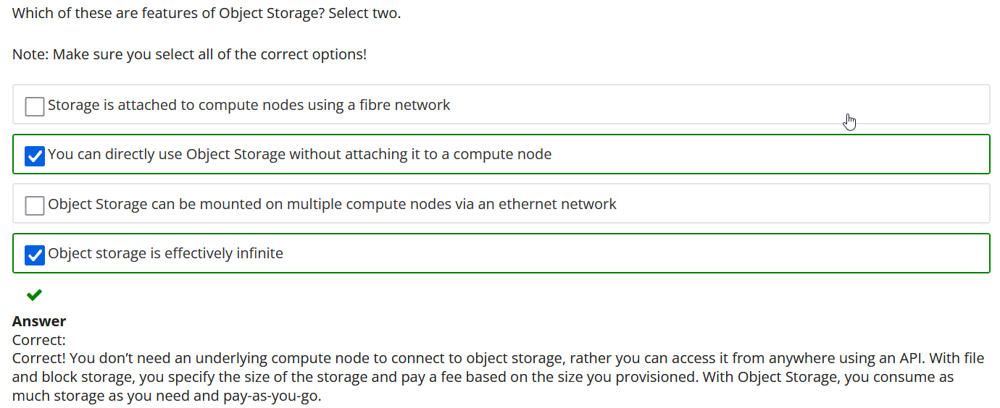 Which of these are features of Object Storage? Select two.
Note: Make sure you select all of the correct options!
Storage is attached to compute nodes using a fibre network
You can directly use Object Storage without attaching it to a compute node
Object Storage can be mounted on multiple compute nodes via an ethernet network
Object storage is effectively infinite
Answer
Correct:
Correct! You don’t need an underlying compute node to connect to object storage, rather you can access it from anywhere using an API. With file
and block storage, you specify the size of the storage and pay a fee based on the size you provisioned. With Object Storage, you consume as
much storage as you need and pay-as-you-go.